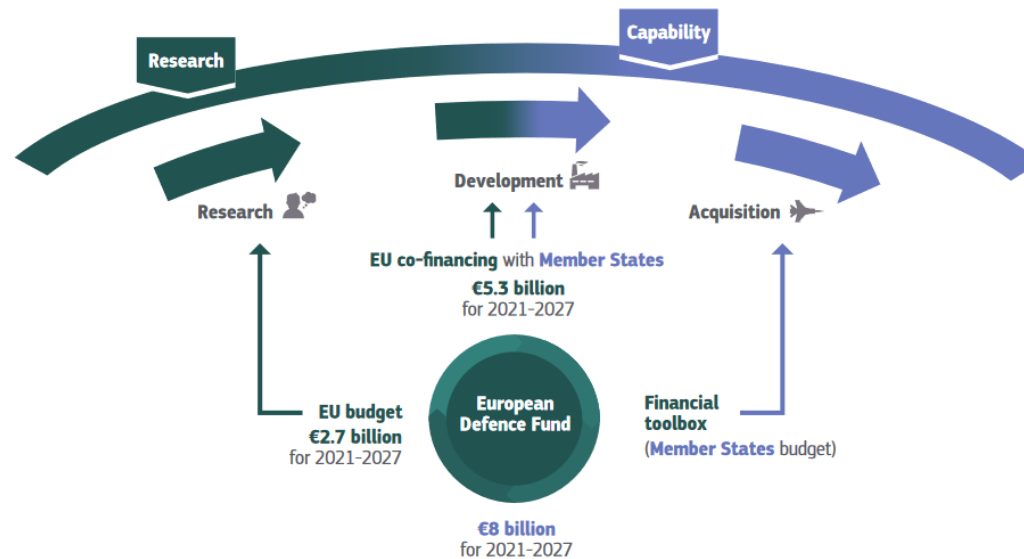 Research
Capability
Research
Development
Acquisition
EU co-financing with Member States
€5.3 billion
for 2021-2027
EU budget
€2.7 billion
for 2021-2027
European
Defence Fund
Financial
toolbox
(Member States budget)
€8 billion
for 2021-2027